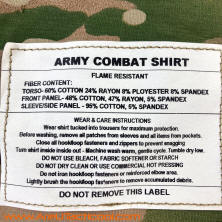 ARMY COMBAT SHIRT
FLAME RESISTANT
FIBER CONTENT:
TORSO- 60% COTTON 24% RAYON 8% PLOYESTER 8% SPANDEX
FRONT PANEL- 48% COTTON, 47% RAYON, 5% SPANDEX
SLEEVE/SIDE PANEL - 95% COTTON, 5% SPANDEX
WEAR & CARE INSTRUCTIONS
Wear shirt tucked into trousers for maximum protection.
Before washing, remove all patches from sleeves and all items from pockets.
Close all hook/loop fasteners and zippers to prevent snagging
Turn shirt inside inside out - Machine wash warm, gentle cycle. Tumble dry low.
DO NOT USE BLEACH, FABRIC SOFTENER OR STARCH
DO NOT DRY CLEAN OR USE COMMERCIAL HOT PRESSING
Do not iron hook/loop fasteners or reinforced elbow area.
Lightly brush the hook/loop fasteners to remove accumulated debris.
DO NOT REMOVE THIS LABEL